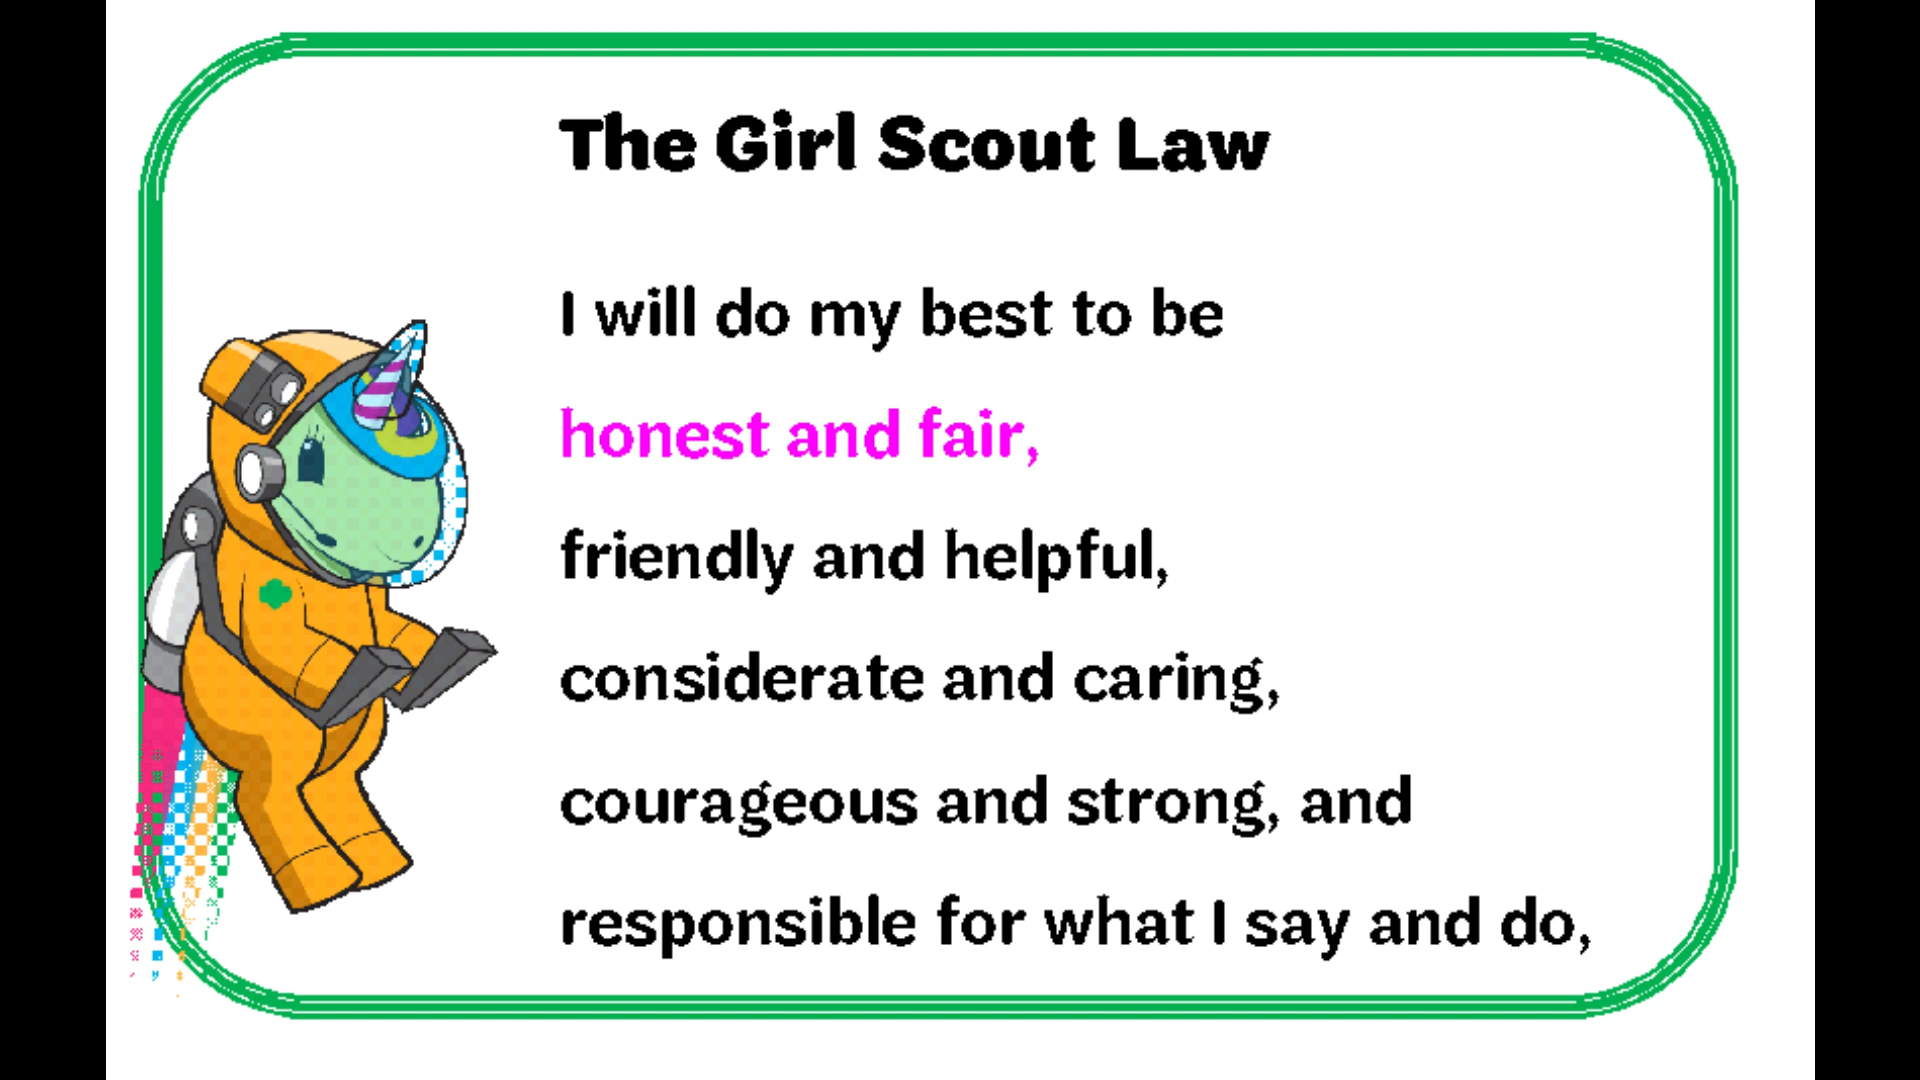 The Girl Scout Law
I will do my best to be
honest and fair,
friendly and helpful,
considerate and caring,
courageous and strong, and
responsible for what I say and do,